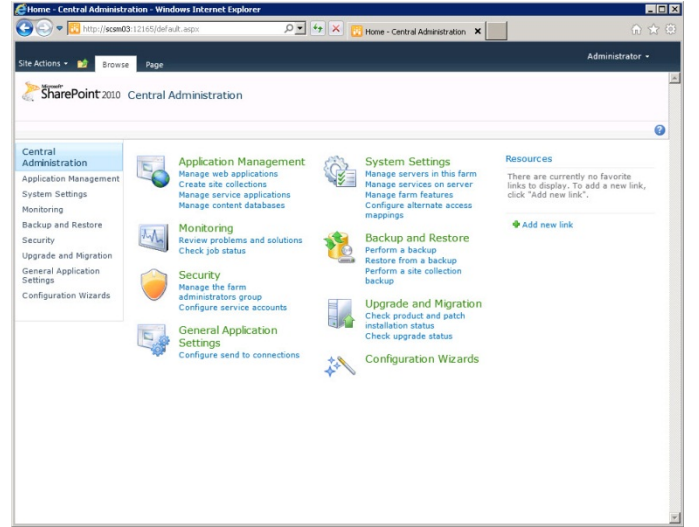 Home - Central Administration - Windows Internet Explorer
http://scsm03:12165/default.aspx
Home - Central Administration
Site Actions
Browse
Page
Administrator
Microsoft
SharePoint 2010
Central Administration
Central
Administration
Application Management
System Settings
Monitoring
Backup and Restore
Security
Upgrade and Migration
General Application
Settings
Configuration Wizards
Application Management
Manage web applications
Create site collections
Manage service applications
Manage content databases
Monitoring
Review problems and solutions
Check job status
Security
Manage the farm
administrators group
Configure service accounts
General Application
Settings
Configure send to connections
System Settings
Manage servers in this farm
Manage services on server
Manage farm features
Configure alternate access
mappings
Backup and Restore
Perform a backup
Restore from a backup
Perform a site collection
backup
Upgrade and Migration
Check product and patch
installation status
Check upgrade status
Configuration Wizards
Resources
There are currently no favorite
links to display. To add a new link,
click "Add new link".
Add new link